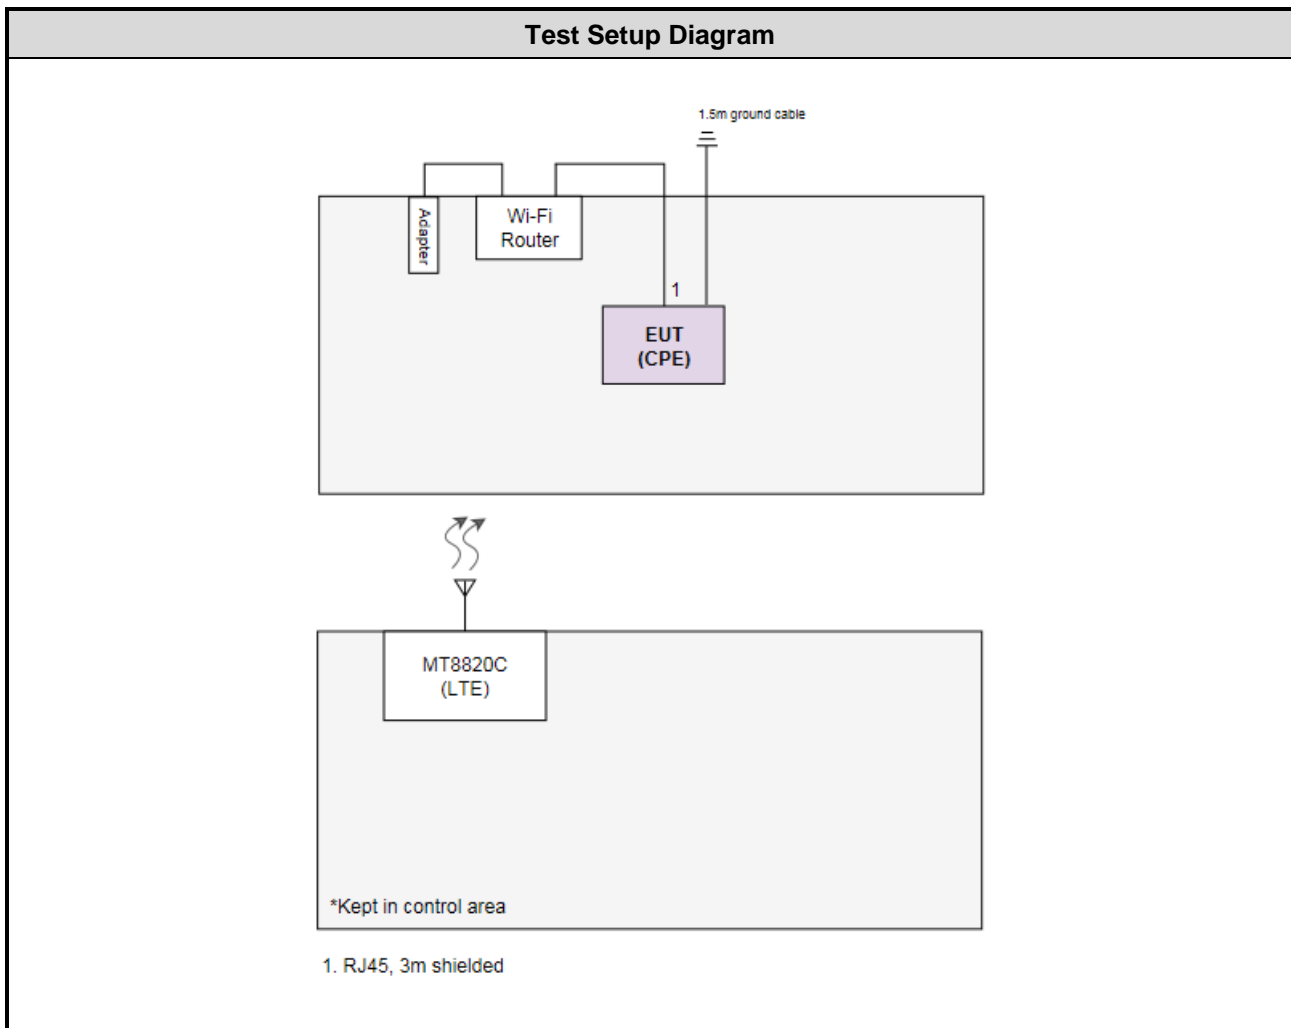 Test Setup Diagram
1.5m ground cable
Adapter
Wi-Fi
Router
1
EUT
(CPE)
MT8820C
(LTE)
*Kept in control area
1. RJ45, 3m shielded